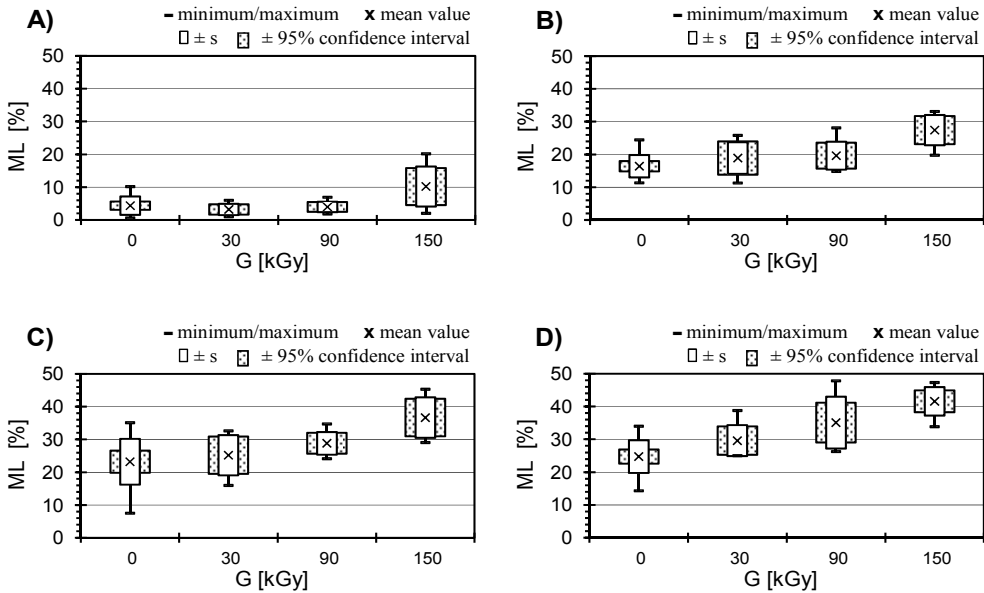 A)
– minimum/maximum x mean value
± s ± 95% confidence interval
50
40
30
20
10
0
ML [%]
0 30 90 150
G [kGy]
B)
– minimum/maximum x mean value
± s ± 95% confidence interval
50
40
30
20
10
0
ML [%]
0 30 90 150
G [kGy]
C)
– minimum/maximum x mean value
± s ± 95% confidence interval
50
40
30
20
10
0
ML [%]
0 30 90 150
G [kGy]
D)
– minimum/maximum x mean value
± s ± 95% confidence interval
50
40
30
20
10
0
ML [%]
0 30 90 150
G [kGy]